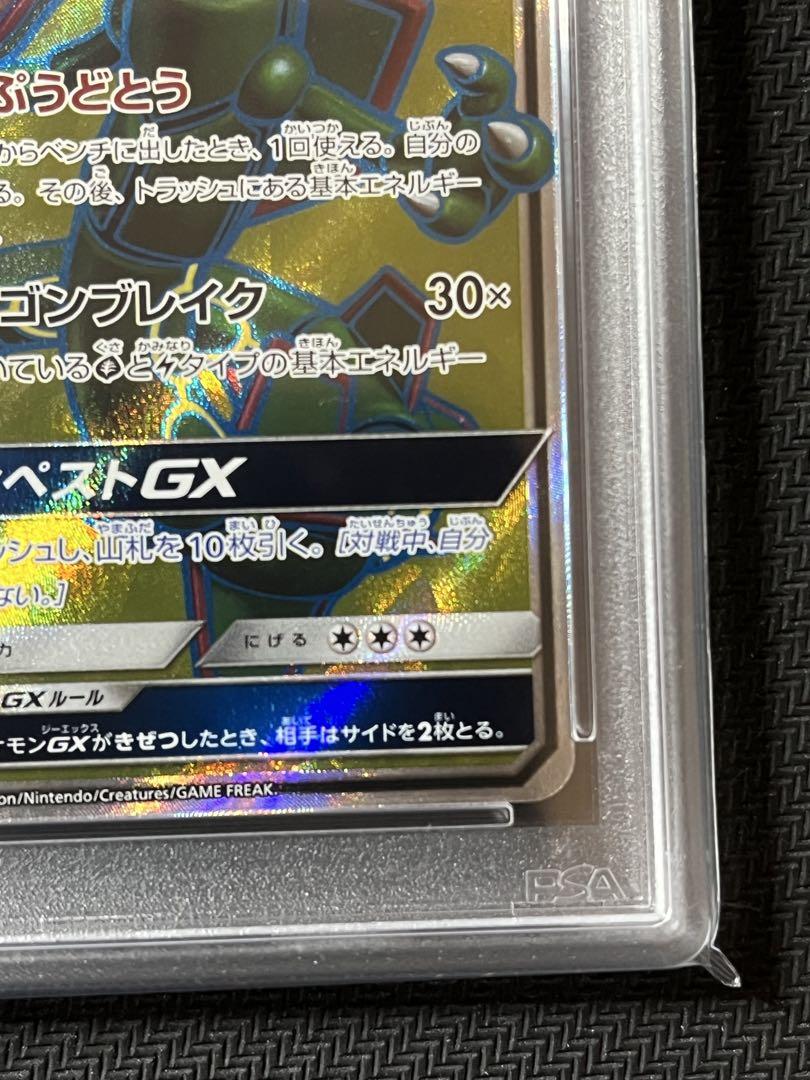 ぷうどとう
からベンチに出したとき、1回使える。自分の
る。その後、トラッシュにある基本エネルギー
ゴンブレイク 30×
いている とタイプの基本エネルギー
ペストGX
ッシュし、山札を10枚引く。[対戦中、自分
ない。]
力 にげる
GXルール
ケモンGXがきぜつしたとき、相手はサイドを2枚とる。
on/Nintendo/Creatures/GAME FREAK.
PSA